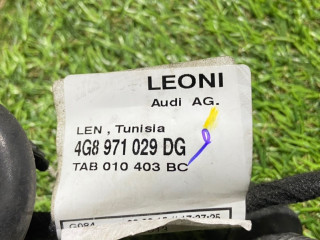 LEONI
Audi AG.
LEN , Tunisia
4G8 971 029 DG
TAB 010 403 BC